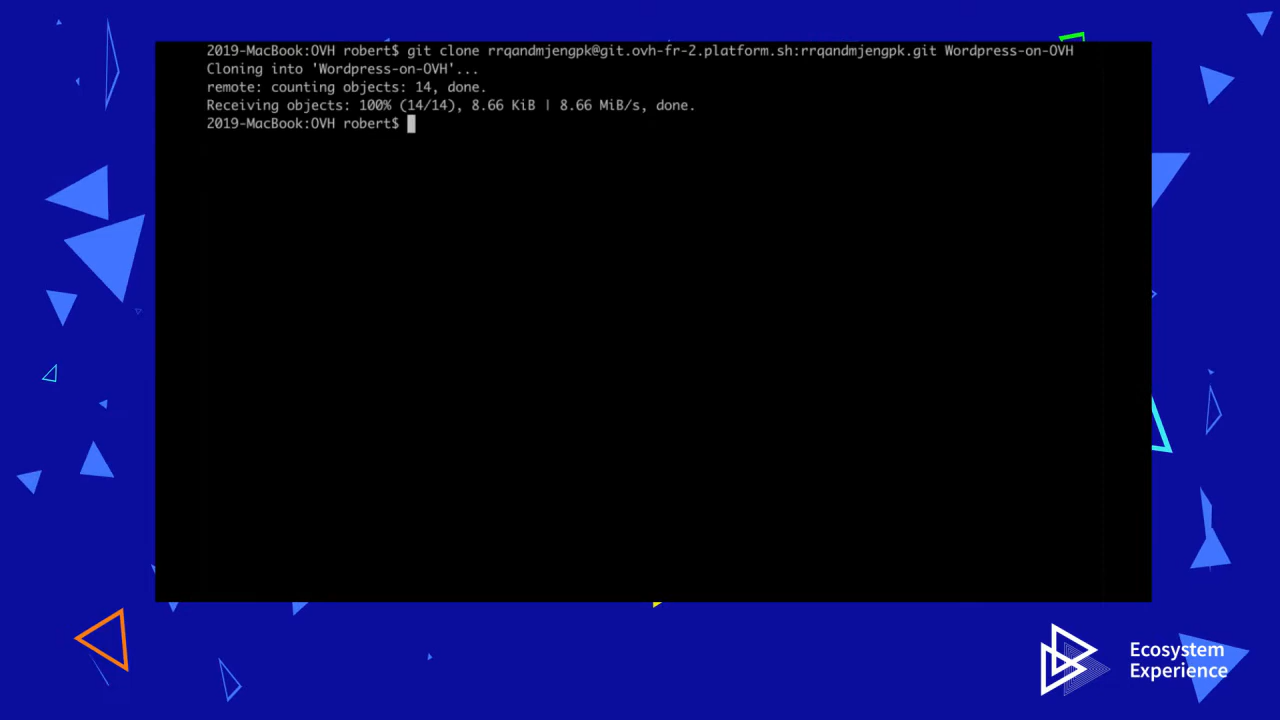 2019-MacBook:OVH robert$ git clone rrqandmjengpk@git.ovh-fr-2.platform.sh:rrqandmjengpk.git Wordpress-on-OVH
Cloning into 'Wordpress-on-OVH'...
remote: counting objects: 14, done.
Receiving objects: 100% (14/14), 8.66 KiB | 8.66 MiB/s, done.
2019-MacBook:OVH robert$
Ecosystem
Experience